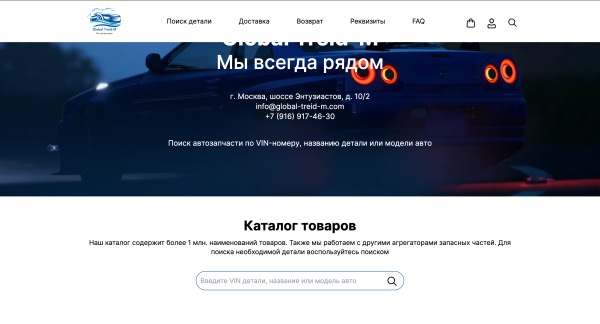 Global Treid-M
Поиск детали
Доставка
Возврат
Реквизиты
FAQ
Global Treid-M
Мы всегда рядом
г. Москва, шоссе Энтузиастов, д. 10/2
info@global-treid-m.com
+7 (916) 917-46-30
Поиск автозапчасти по VIN-номеру, названию детали или модели авто
Каталог товаров
Наш каталог содержит более 1 млн. наименований товаров. Также мы работаем с другими агрегаторами запасных частей. Для
поиска необходимой детали воспользуйтесь поиском
Введите VIN детали, название или модель авто